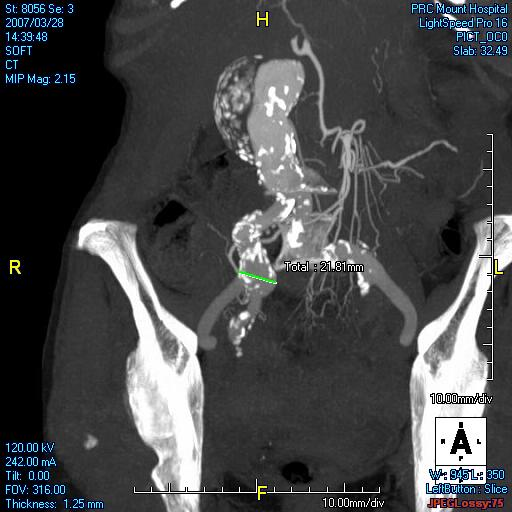 St: 8056 Se: 3
2007/03/28
14:39:48
SOFT
CT
MIP Mag: 2.15
H
PRC Mount Hospital
LightSpeed Pro 16
PICT_OC0
Slab: 32.49
R
Total : 21.81mm
L
10.00mm/div
A
120.00 kV
242.00 mA
Tilt: 0.00
FOV: 316.00
Thickness: 1.25 mm
F
10.00mm/div
W: 945 L: 350
LeftButton: Slice
JPEGLossy:75